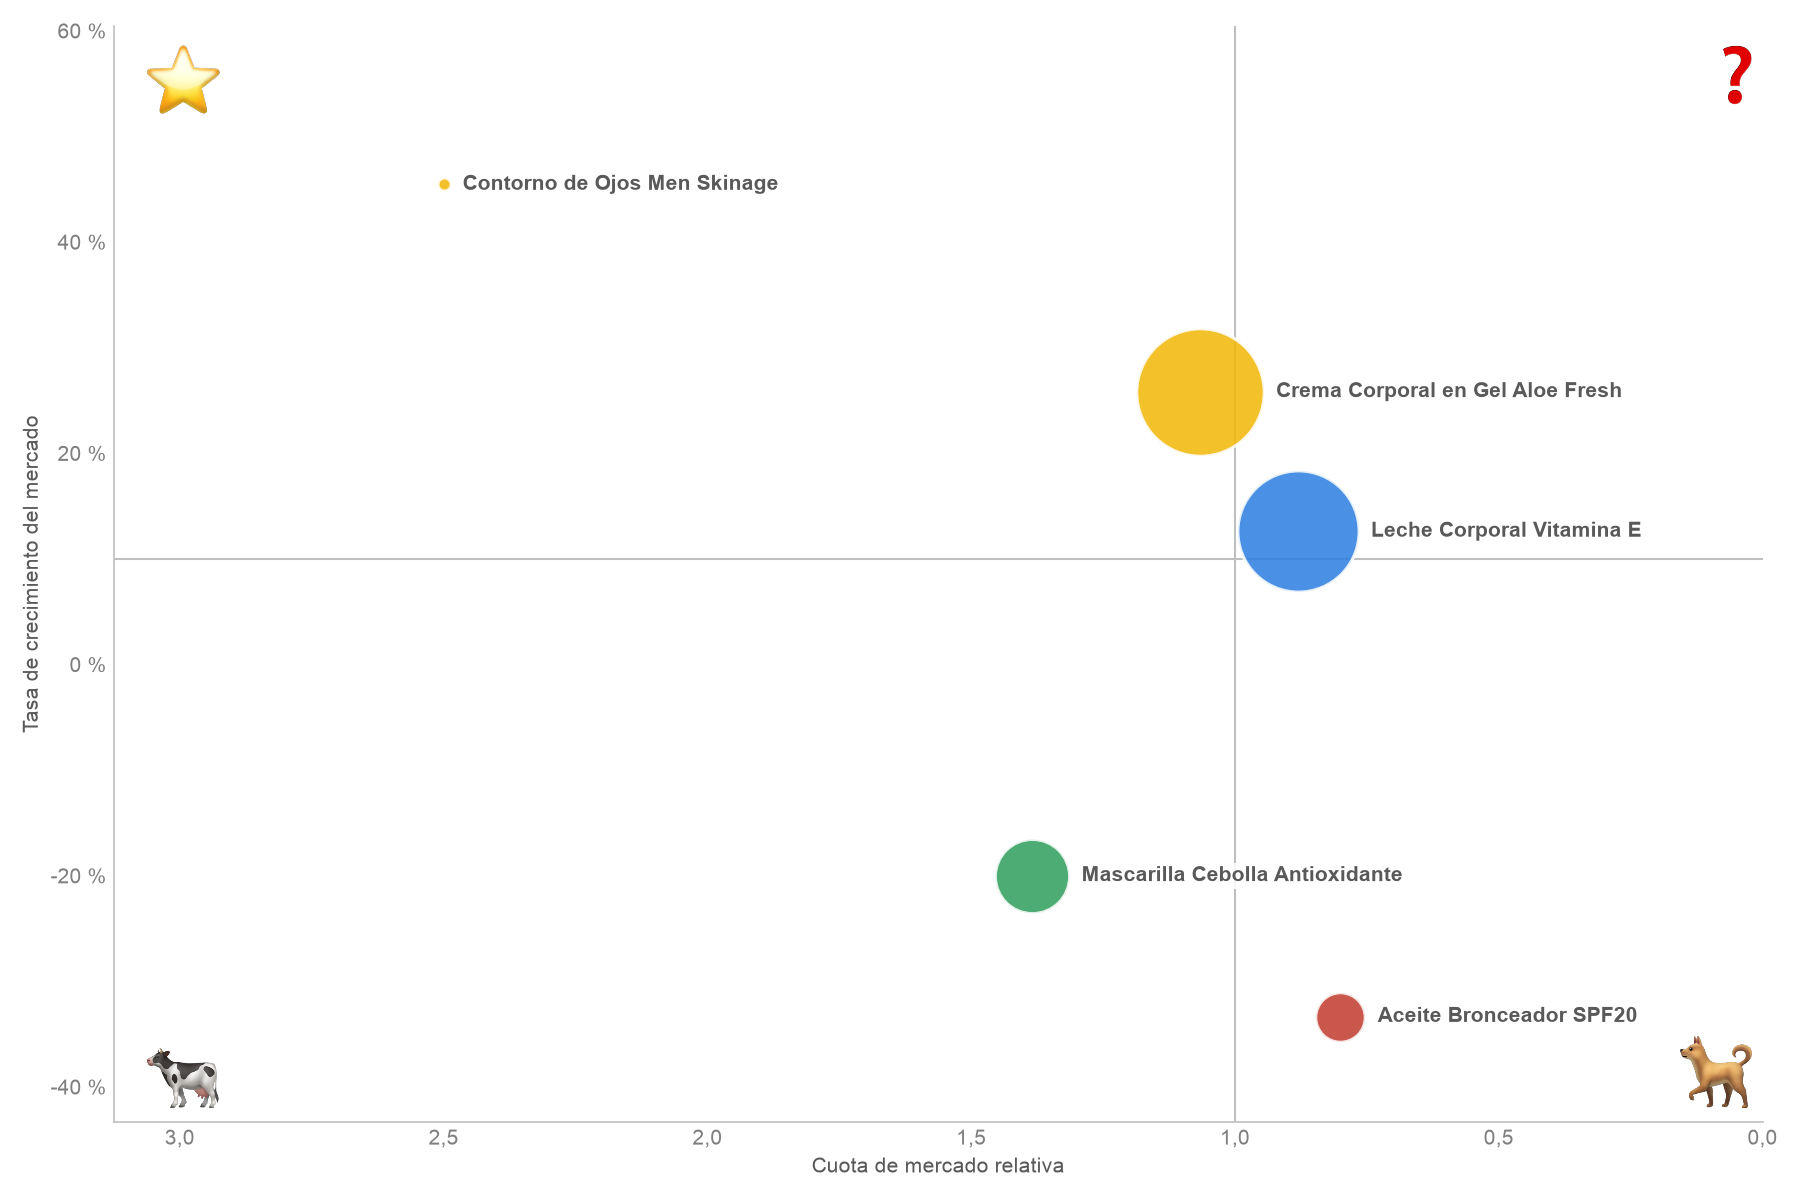 60 %
❓
Contorno de Ojos Men Skinage
40 %
Crema Corporal en Gel Aloe Fresh
20 %
Leche Corporal Vitamina E
Tasa de crecimiento del mercado
0 %
-20 %
Mascarilla Cebolla Antioxidante
Aceite Bronceador SPF20
-40 %
3,0
2,5
2,0
1,5
1,0
0,5
0,0
Cuota de mercado relativa